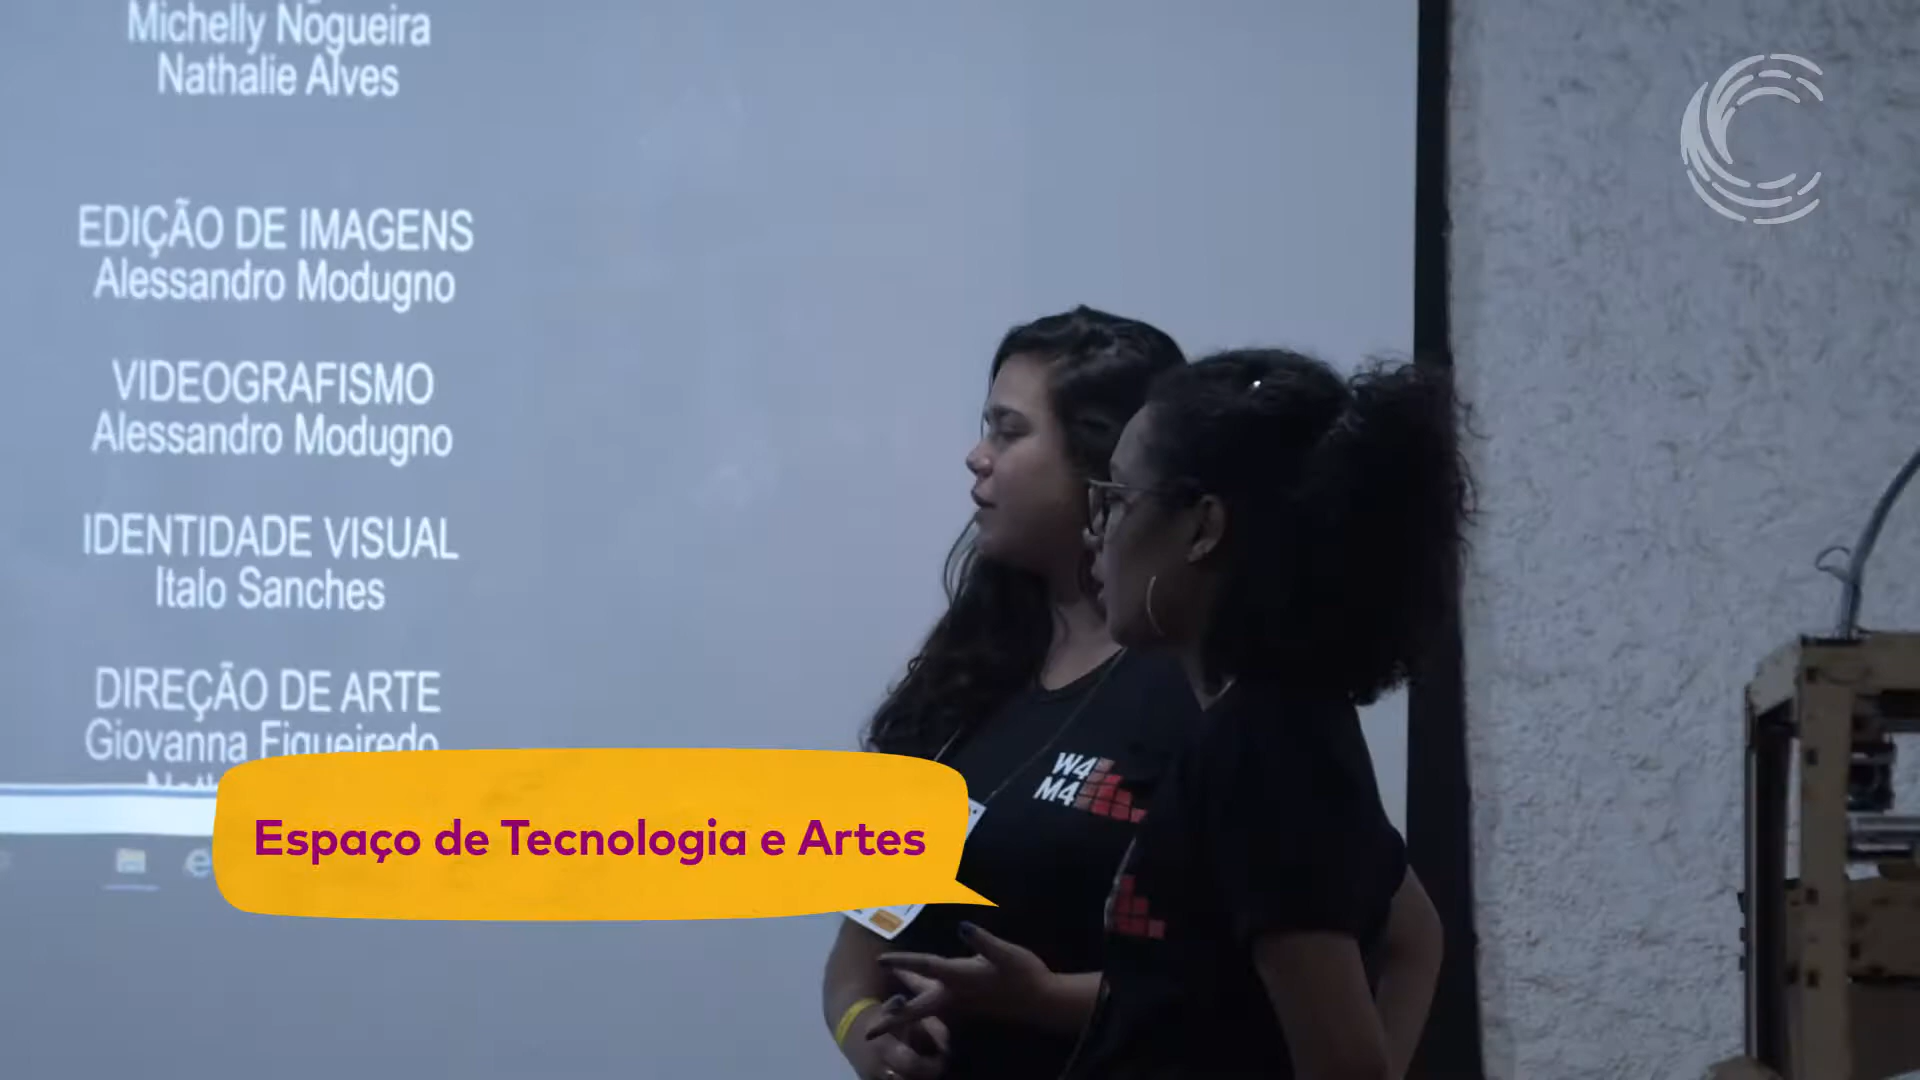 Michelly Nogueira
Nathalie Alves
EDIÇÃO DE IMAGENS
Alessandro Modugno
VIDEOGRAFISMO
Alessandro Modugno
IDENTIDADE VISUAL
Italo Sanches
DIREÇÃO DE ARTE
Giovanna Figueiredo
Espaço de Tecnologia e Artes
W4
M4